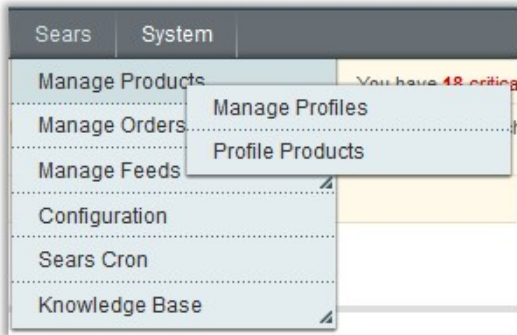 Sears System
Manage Products
You have 18 critica
Manage Profiles
Manage Orders
Profile Products
Manage Feeds
Configuration
Sears Cron
Knowledge Base